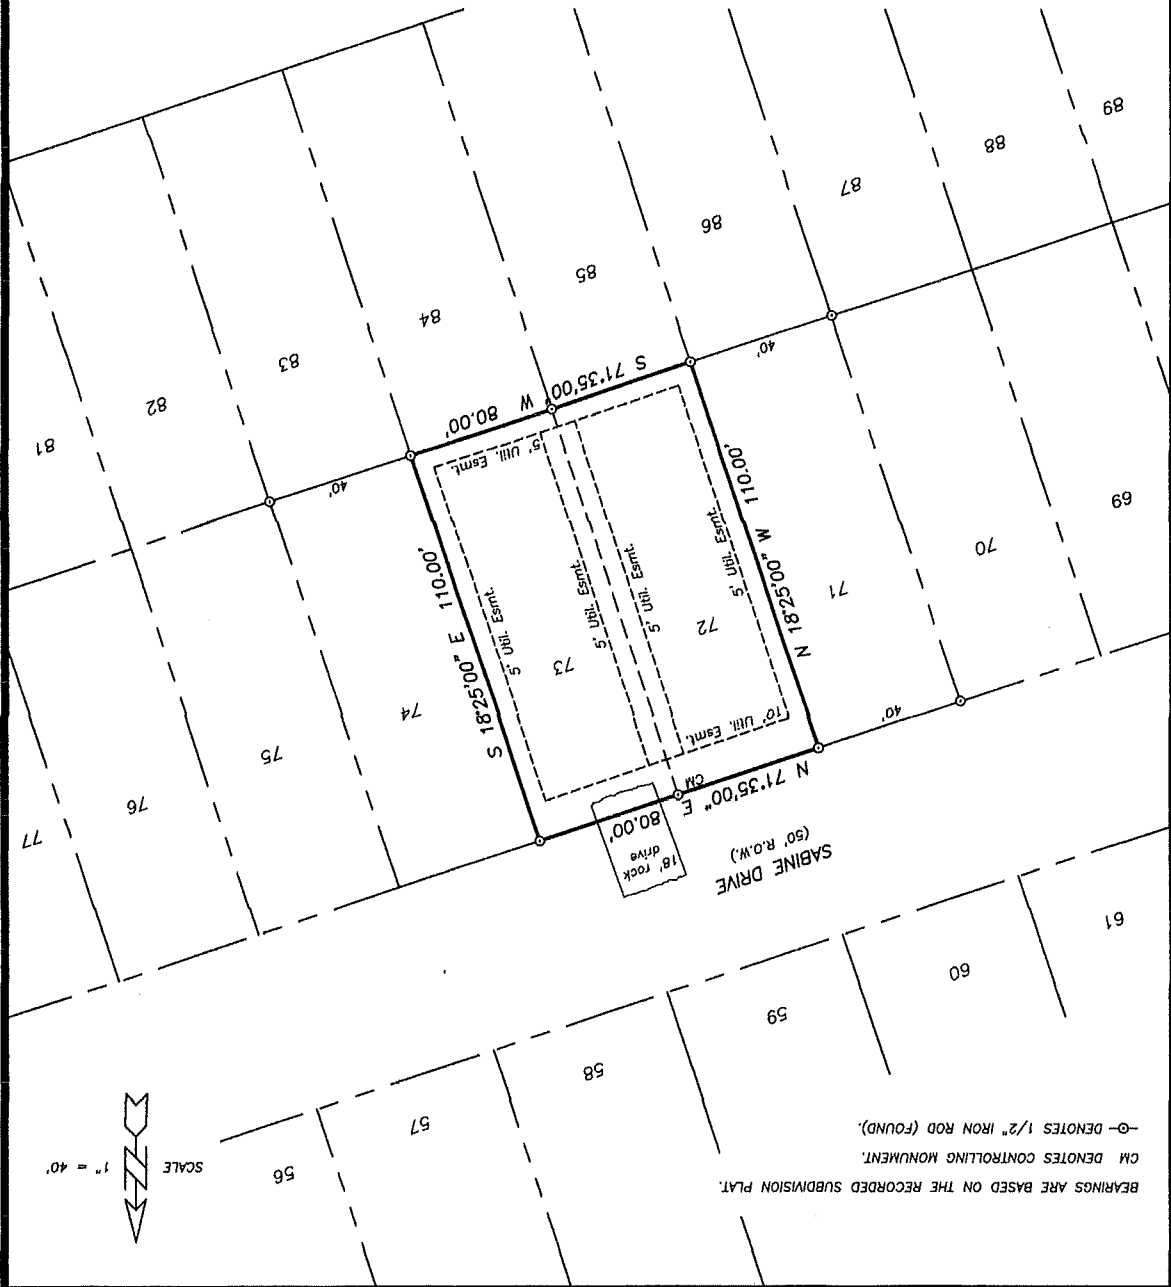 BEARINGS ARE BASED ON THE RECORDED SUBDIVISION PLAT.
CM DENOTES CONTROLLING MONUMENT.
-⊙- DENOTES 1/2" IRON ROD (FOUND).
SCALE 1" = 40'
56
57
58
59
60
61
SABINE DRIVE
(50' R.O.W.)
18' rock
drive
N 71°35'00" E 80.00'
CM
40'
77
76
75
74
73
72
71
70
69
10' Util. Esmt.
5' Util. Esmt.
5' Util. Esmt.
5' Util. Esmt.
5' Util. Esmt.
5' Util. Esmt.
N 18°25'00" W 110.00'
S 18°25'00" E 110.00'
S 71°35'00" W 80.00'
40'
40'
81
82
83
84
85
86
87
88
89